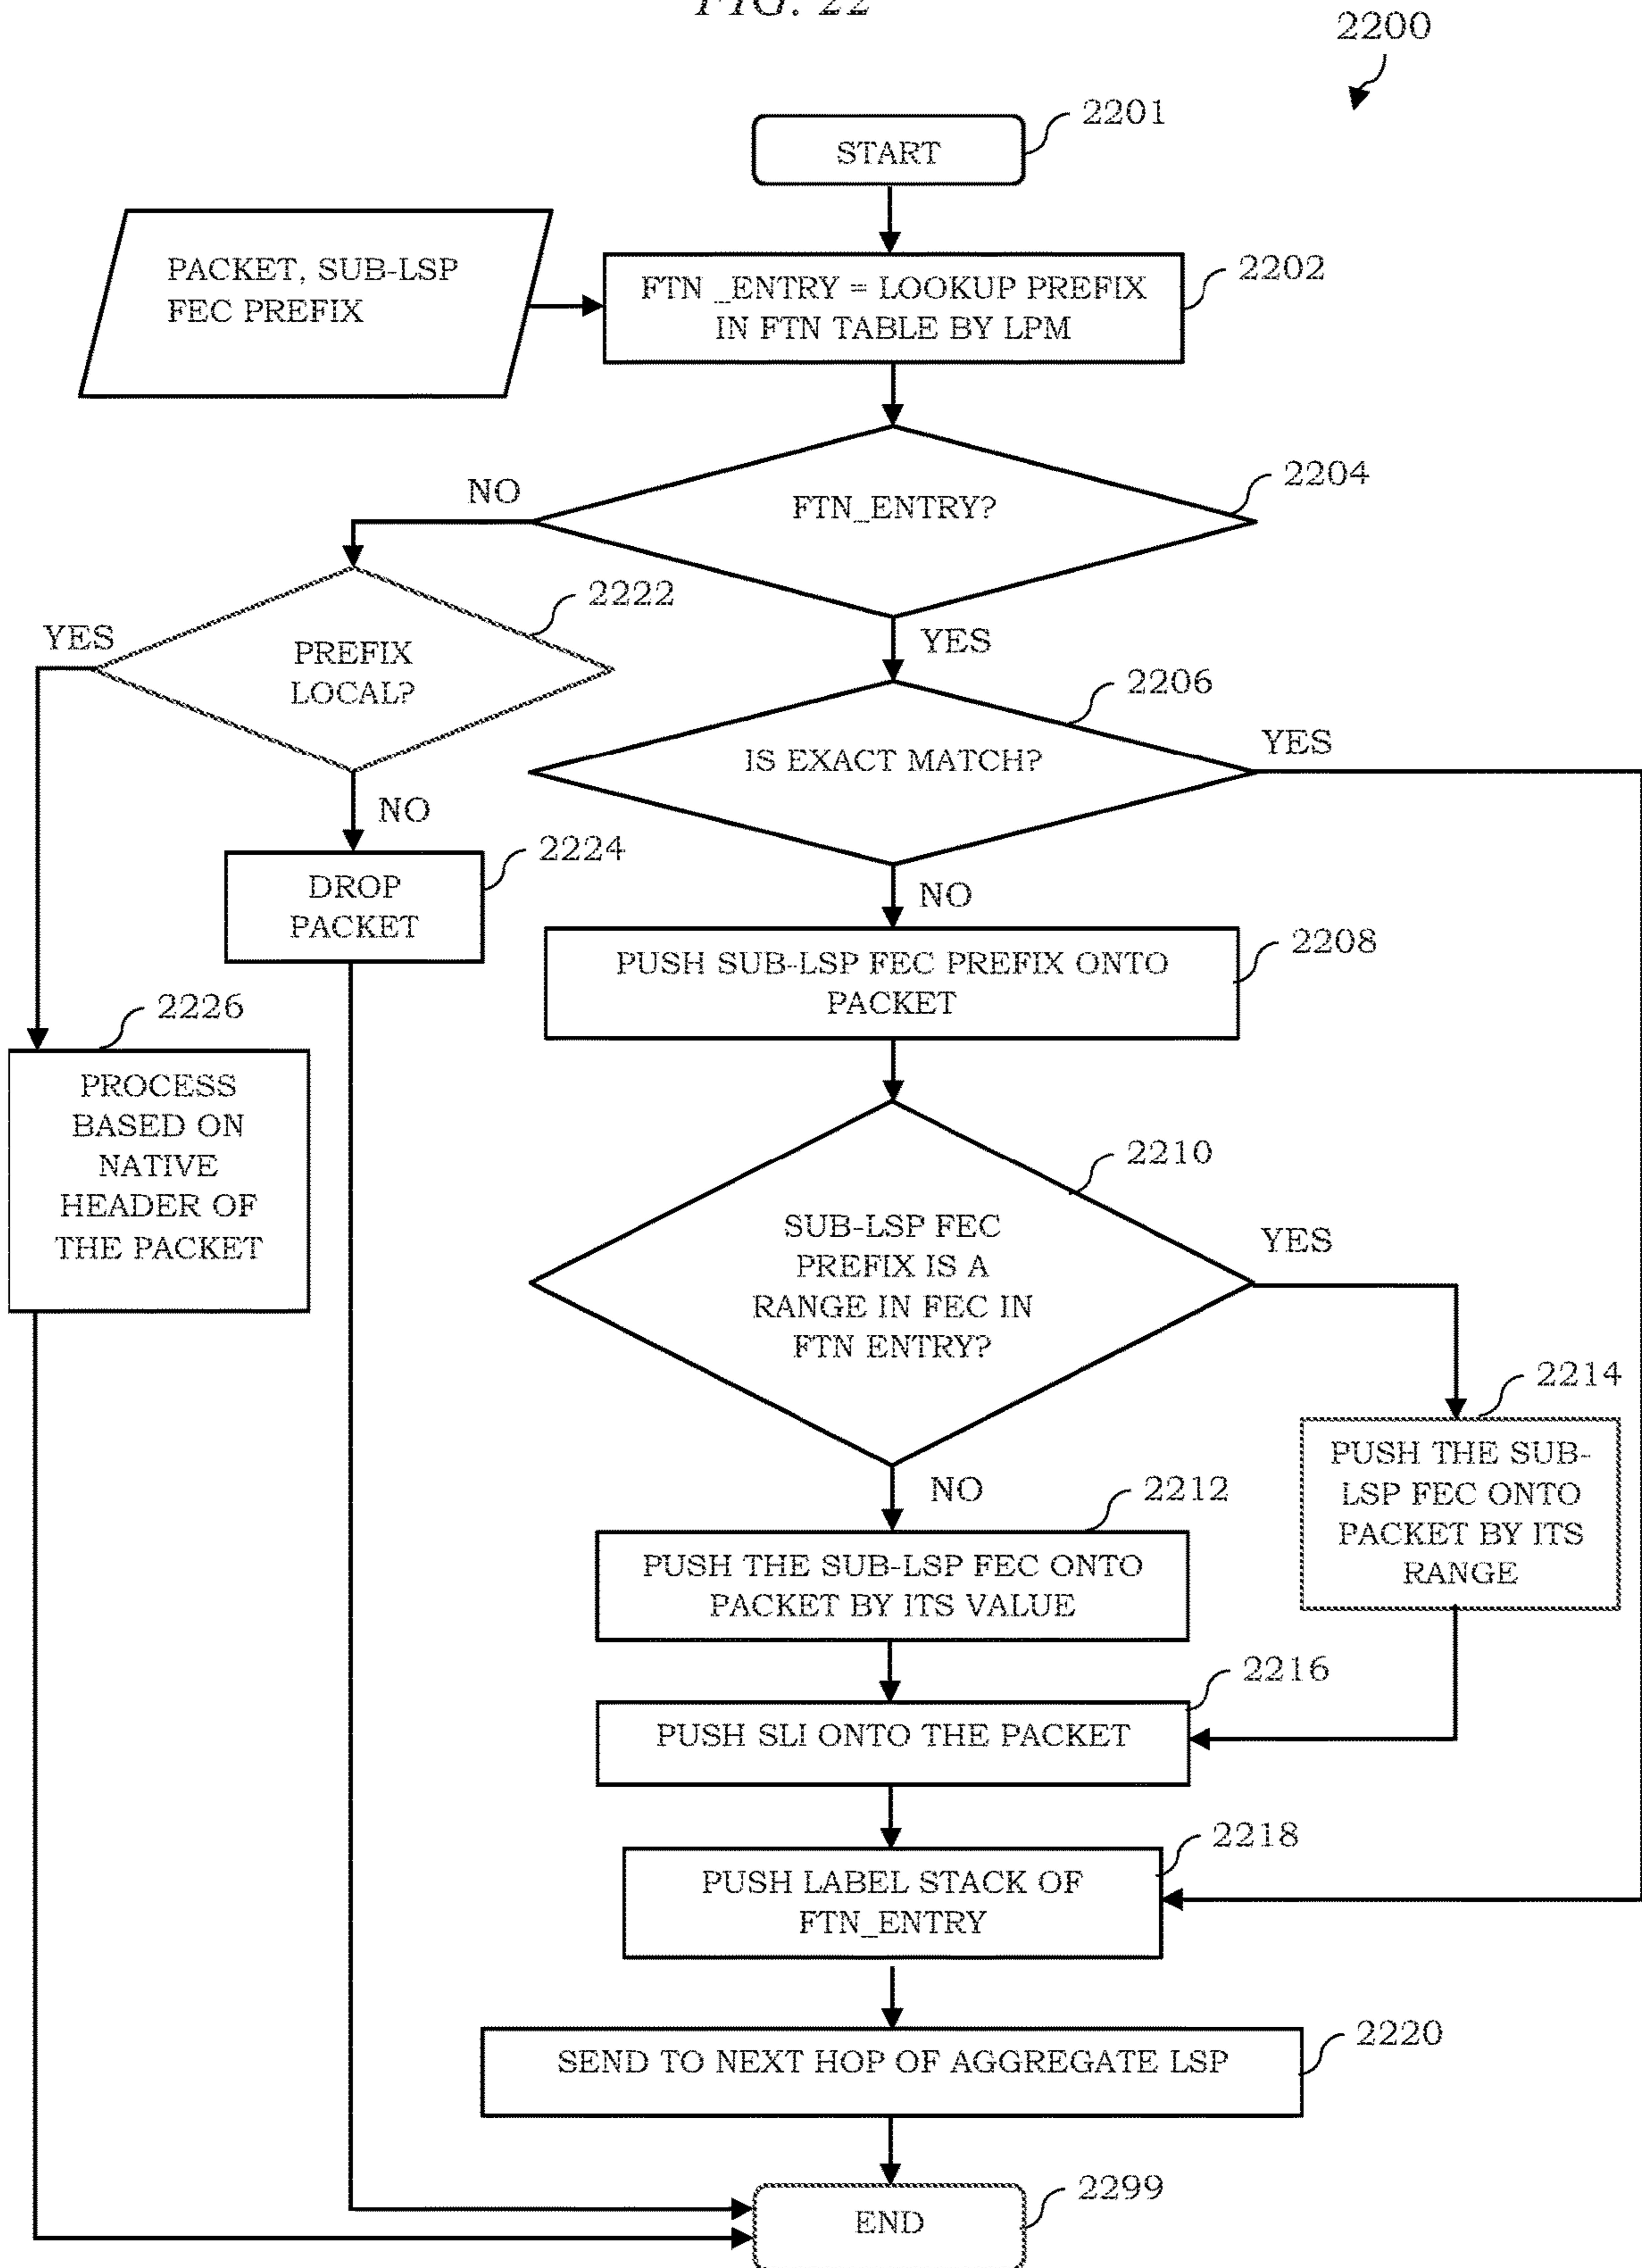 FIG. 22
2200
START
2201
PACKET, SUB-LSP
FEC PREFIX
FTN _ENTRY = LOOKUP PREFIX
IN FTN TABLE BY LPM
2202
FTN_ENTRY?
2204
NO
YES
PREFIX
LOCAL?
2222
YES
NO
IS EXACT MATCH?
2206
YES
NO
DROP
PACKET
2224
PUSH SUB-LSP FEC PREFIX ONTO
PACKET
2208
PROCESS
BASED ON
NATIVE
HEADER OF
THE PACKET
2226
SUB-LSP FEC
PREFIX IS A
RANGE IN FEC IN
FTN ENTRY?
2210
YES
NO
PUSH THE SUB-
LSP FEC ONTO
PACKET BY ITS
RANGE
2214
PUSH THE SUB-LSP FEC ONTO
PACKET BY ITS VALUE
2212
PUSH SLI ONTO THE PACKET
2216
PUSH LABEL STACK OF
FTN_ENTRY
2218
SEND TO NEXT HOP OF AGGREGATE LSP
2220
END
2299